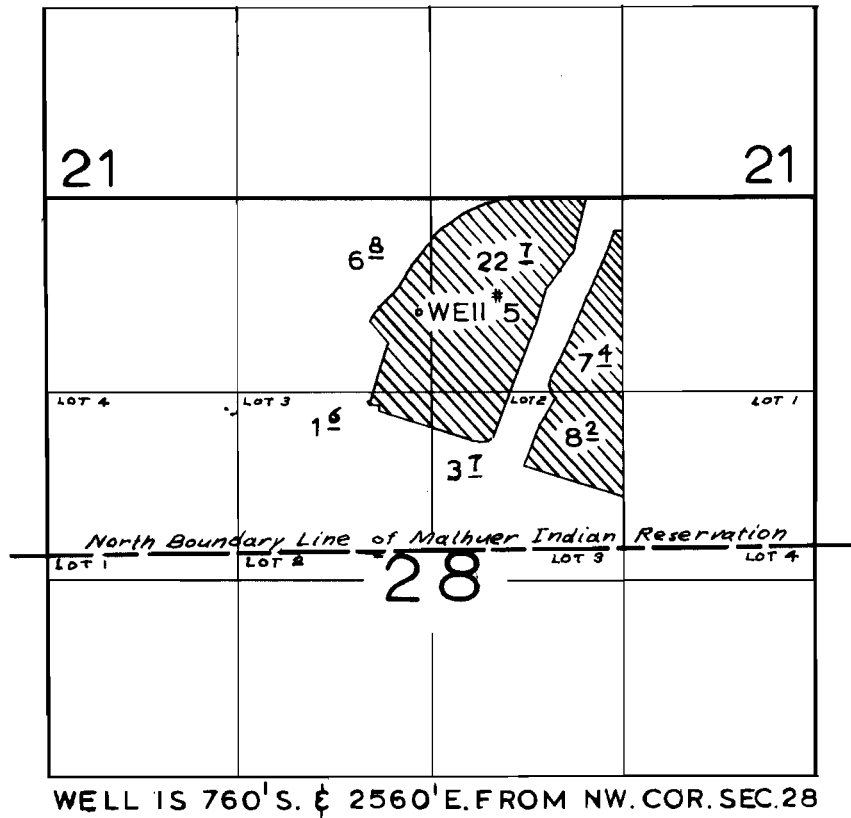 21 21
6 8
22 7
WEll #5
7 4
LOT 4 LOT 3 LOT2 LOT 1
1 6
8 2
3 7
North Boundary Line of Malhuer Indian Reservation
LOT 1 LOT 2 LOT 3 LOT 4
28
WELL IS 760'S. & 2560'E. FROM NW. COR. SEC. 28